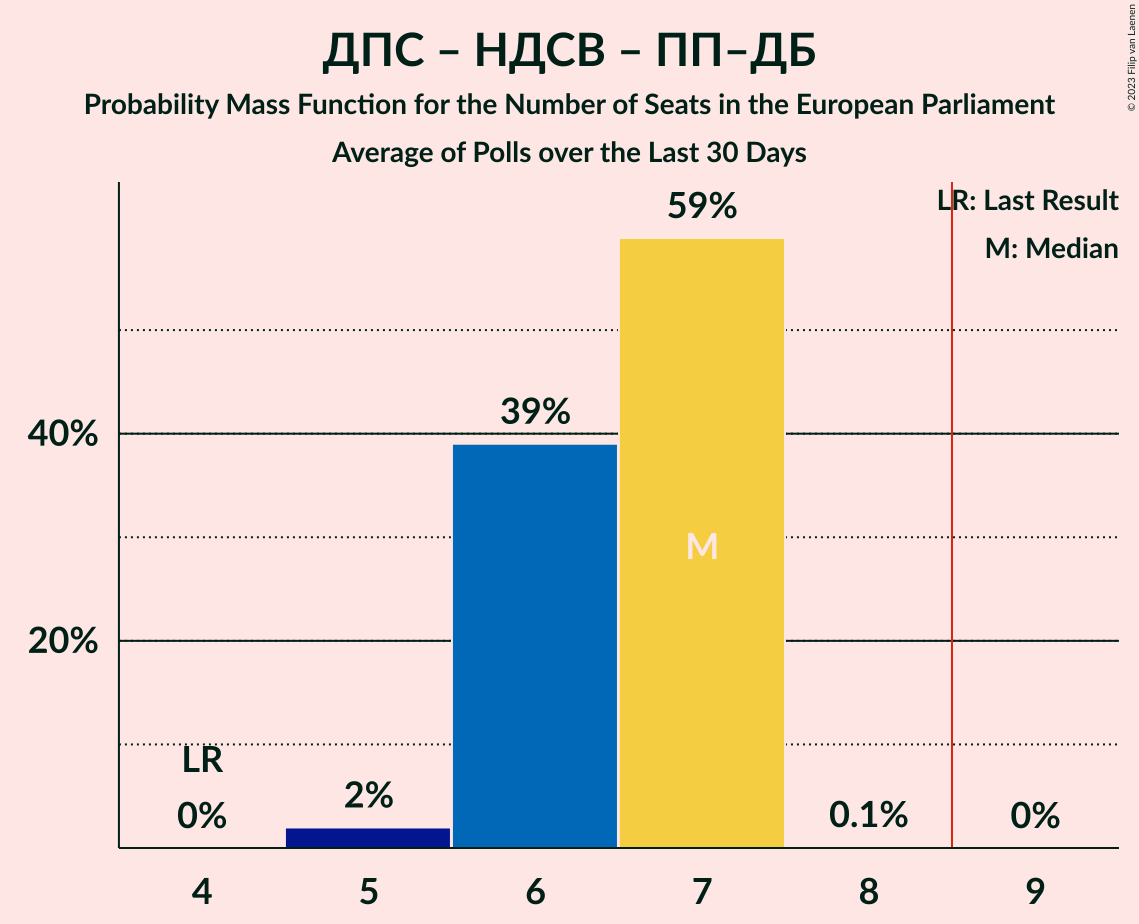 ДПС – НДСВ – ПП–ДБ
Probability Mass Function for the Number of Seats in the European Parliament
Average of Polls over the Last 30 Days
© 2023 Filip van Laenen
LR: Last Result
M: Median
59%
39%
40%
M
20%
LR
0%
2%
0.1%
0%
4 5 6 7 8 9